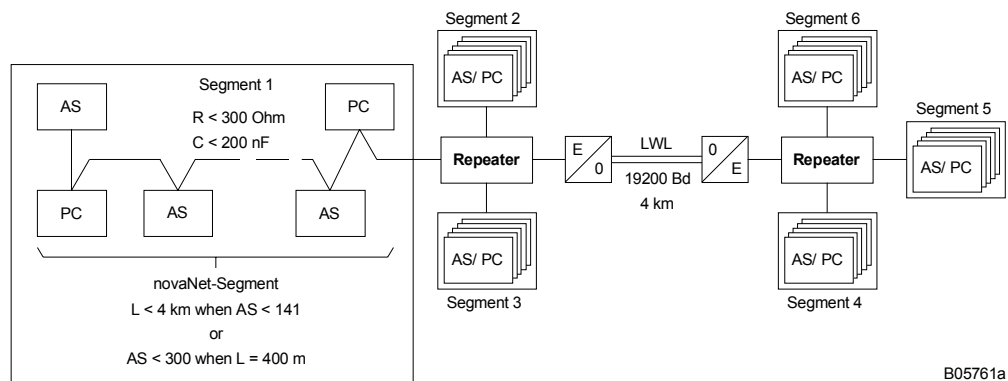 Segment 2
Segment 6
Segment 1
R < 300 Ohm
C < 200 nF
AS
PC
AS/ PC
AS/ PC
Segment 5
Repeater
E
0
LWL
19200 Bd
4 km
0
E
Repeater
AS/ PC
PC
AS
AS
AS/ PC
AS/ PC
Segment 3
Segment 4
novaNet-Segment
L < 4 km when AS < 141
or
AS < 300 when L = 400 m
B05761a